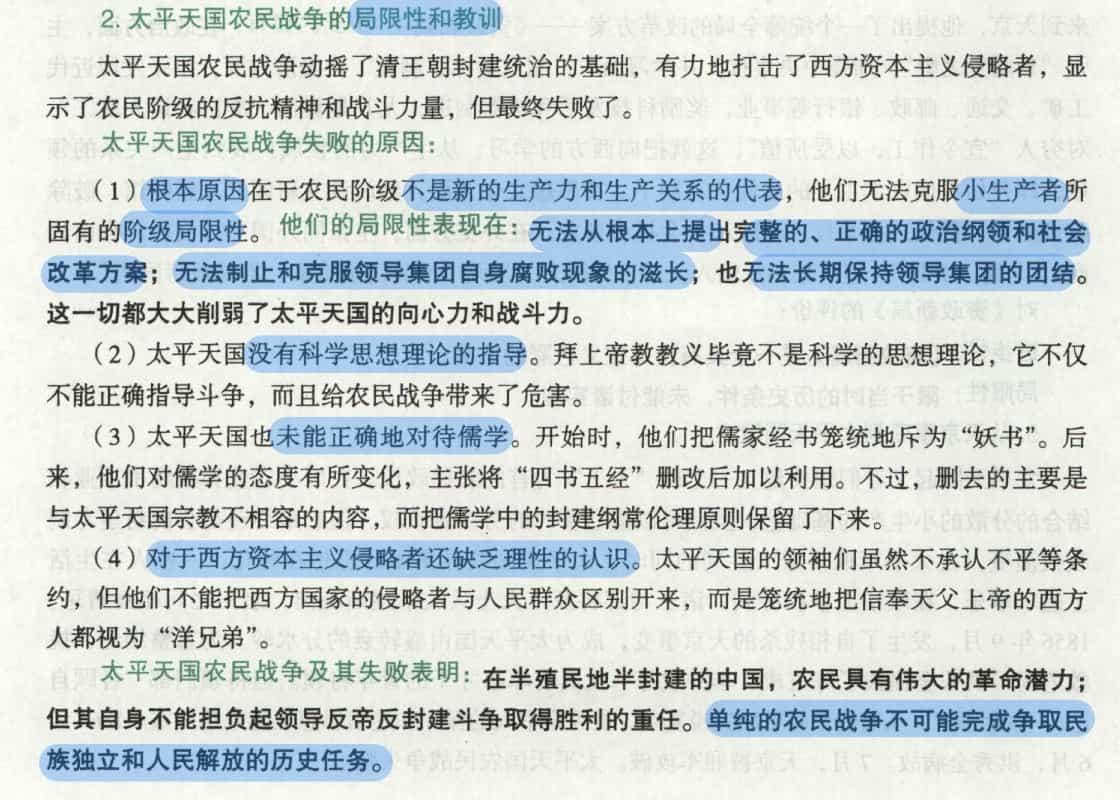 2. 太平天国农民战争的局限性和教训
太平天国农民战争动摇了清王朝封建统治的基础，有力地打击了西方资本主义侵略者，显
示了农民阶级的反抗精神和战斗力量，但最终失败了。
太平天国农民战争失败的原因：
（1）根本原因在于农民阶级不是新的生产力和生产关系的代表，他们无法克服小生产者所
固有的阶级局限性。他们的局限性表现在：无法从根本上提出完整的、正确的政治纲领和社会
改革方案；无法制止和克服领导集团自身腐败现象的滋长；也无法长期保持领导集团的团结。
这一切都大大削弱了太平天国的向心力和战斗力。
（2）太平天国没有科学思想理论的指导。拜上帝教教义毕竟不是科学的思想理论，它不仅
不能正确指导斗争，而且给农民战争带来了危害。
（3）太平天国也未能正确地对待儒学。开始时，他们把儒家经书笼统地斥为“妖书”。后
来，他们对儒学的态度有所变化，主张将“四书五经”删改后加以利用。不过，删去的主要是
与太平天国宗教不相容的内容，而把儒学中的封建纲常伦理原则保留了下来。
（4）对于西方资本主义侵略者还缺乏理性的认识。太平天国的领袖们虽然不承认不平等条
约，但他们不能把西方国家的侵略者与人民群众区别开来，而是笼统地把信奉天父上帝的西方
人都视为“洋兄弟”。
太平天国农民战争及其失败表明：在半殖民地半封建的中国，农民具有伟大的革命潜力；
但其自身不能担负起领导反帝反封建斗争取得胜利的重任。单纯的农民战争不可能完成争取民
族独立和人民解放的历史任务。